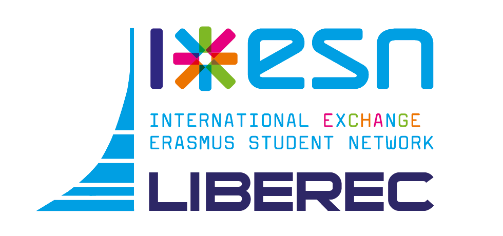 I esn
INTERNATIONAL EXCHANGE
ERASMUS STUDENT NETWORK
LIBEREC